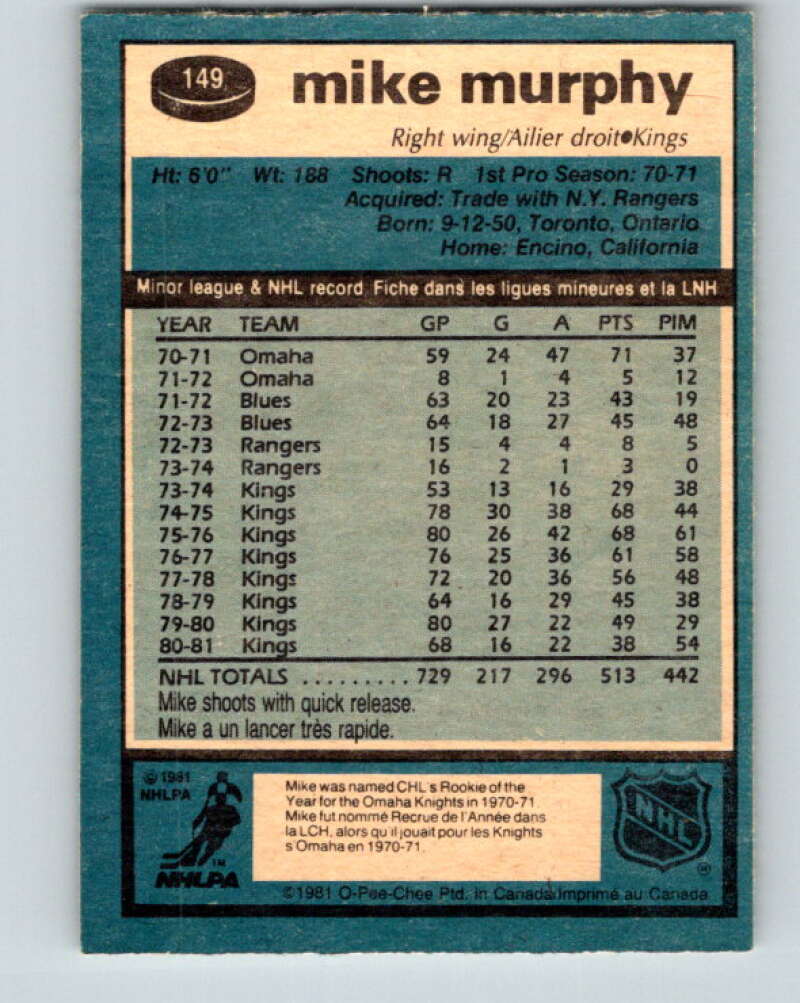 149
mike murphy
Right wing/Ailier droit●Kings
Ht: 6'0" Wt: 188 Shoots: R 1st Pro Season: 70-71
Acquired: Trade with N.Y. Rangers
Born: 9-12-50, Toronto, Ontario
Home: Encino, California
Minor league & NHL record Fiche dans les ligues mineures et la LNH
YEAR TEAM GP G A PTS PIM
70-71 Omaha 59 24 47 71 37
71-72 Omaha 8 1 4 5 12
71-72 Blues 63 20 23 43 19
72-73 Blues 64 18 27 45 48
72-73 Rangers 15 4 4 8 5
73-74 Rangers 16 2 1 3 0
73-74 Kings 53 13 16 29 38
74-75 Kings 78 30 38 68 44
75-76 Kings 80 26 42 68 61
76-77 Kings 76 25 36 61 58
77-78 Kings 72 20 36 56 48
78-79 Kings 64 16 29 45 38
79-80 Kings 80 27 22 49 29
80-81 Kings 68 16 22 38 54
NHL TOTALS ......... 729 217 296 513 442
Mike shoots with quick release.
Mike a un lancer très rapide.
© 1981
NHLPA
TM
NHLPA
Mike was named CHL's Rookie of the
Year for the Omaha Knights in 1970-71.
Mike fut nommé Recrue de l'Année dans
la LCH, alors qu'il jouait pour les Knights
s'Omaha en 1970-71.
NHL
©1981 O-Pee-Chee Ptd. in Canada/Imprimé au Canada